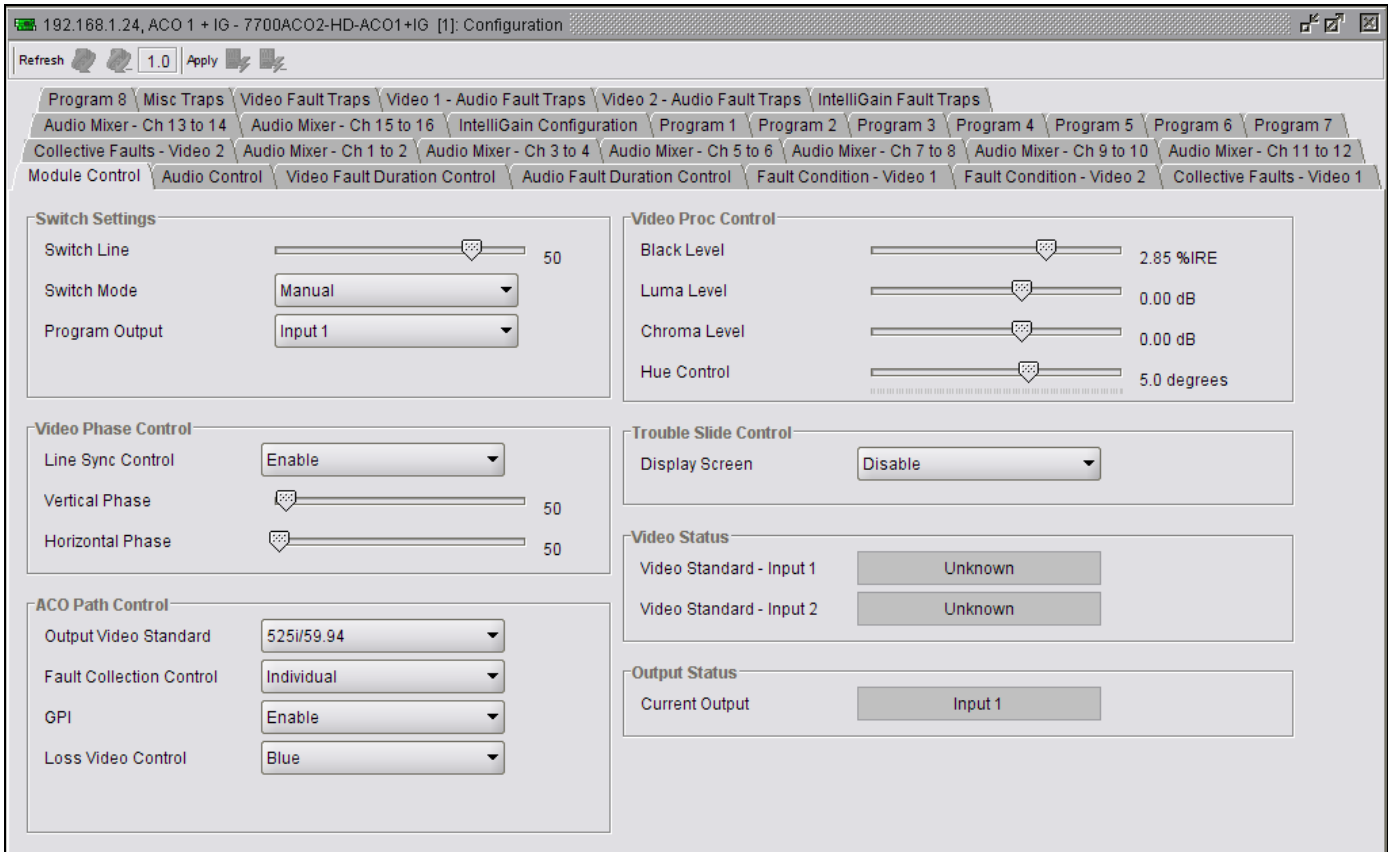 192.168.1.24, ACO 1 + IG - 7700ACO2-HD-ACO1+IG [1]: Configuration
Refresh 1.0 Apply
Program 8 Misc Traps Video Fault Traps Video 1 - Audio Fault Traps Video 2 - Audio Fault Traps IntelliGain Fault Traps
Audio Mixer - Ch 13 to 14 Audio Mixer - Ch 15 to 16 IntelliGain Configuration Program 1 Program 2 Program 3 Program 4 Program 5 Program 6 Program 7
Collective Faults - Video 2 Audio Mixer - Ch 1 to 2 Audio Mixer - Ch 3 to 4 Audio Mixer - Ch 5 to 6 Audio Mixer - Ch 7 to 8 Audio Mixer - Ch 9 to 10 Audio Mixer - Ch 11 to 12
Module Control Audio Control Video Fault Duration Control Audio Fault Duration Control Fault Condition - Video 1 Fault Condition - Video 2 Collective Faults - Video 1
Switch Settings
Switch Line 50
Switch Mode Manual
Program Output Input 1
Video Phase Control
Line Sync Control Enable
Vertical Phase 50
Horizontal Phase 50
ACO Path Control
Output Video Standard 525i/59.94
Fault Collection Control Individual
GPI Enable
Loss Video Control Blue
Video Proc Control
Black Level 2.85 %IRE
Luma Level 0.00 dB
Chroma Level 0.00 dB
Hue Control 5.0 degrees
Trouble Slide Control
Display Screen Disable
Video Status
Video Standard - Input 1 Unknown
Video Standard - Input 2 Unknown
Output Status
Current Output Input 1